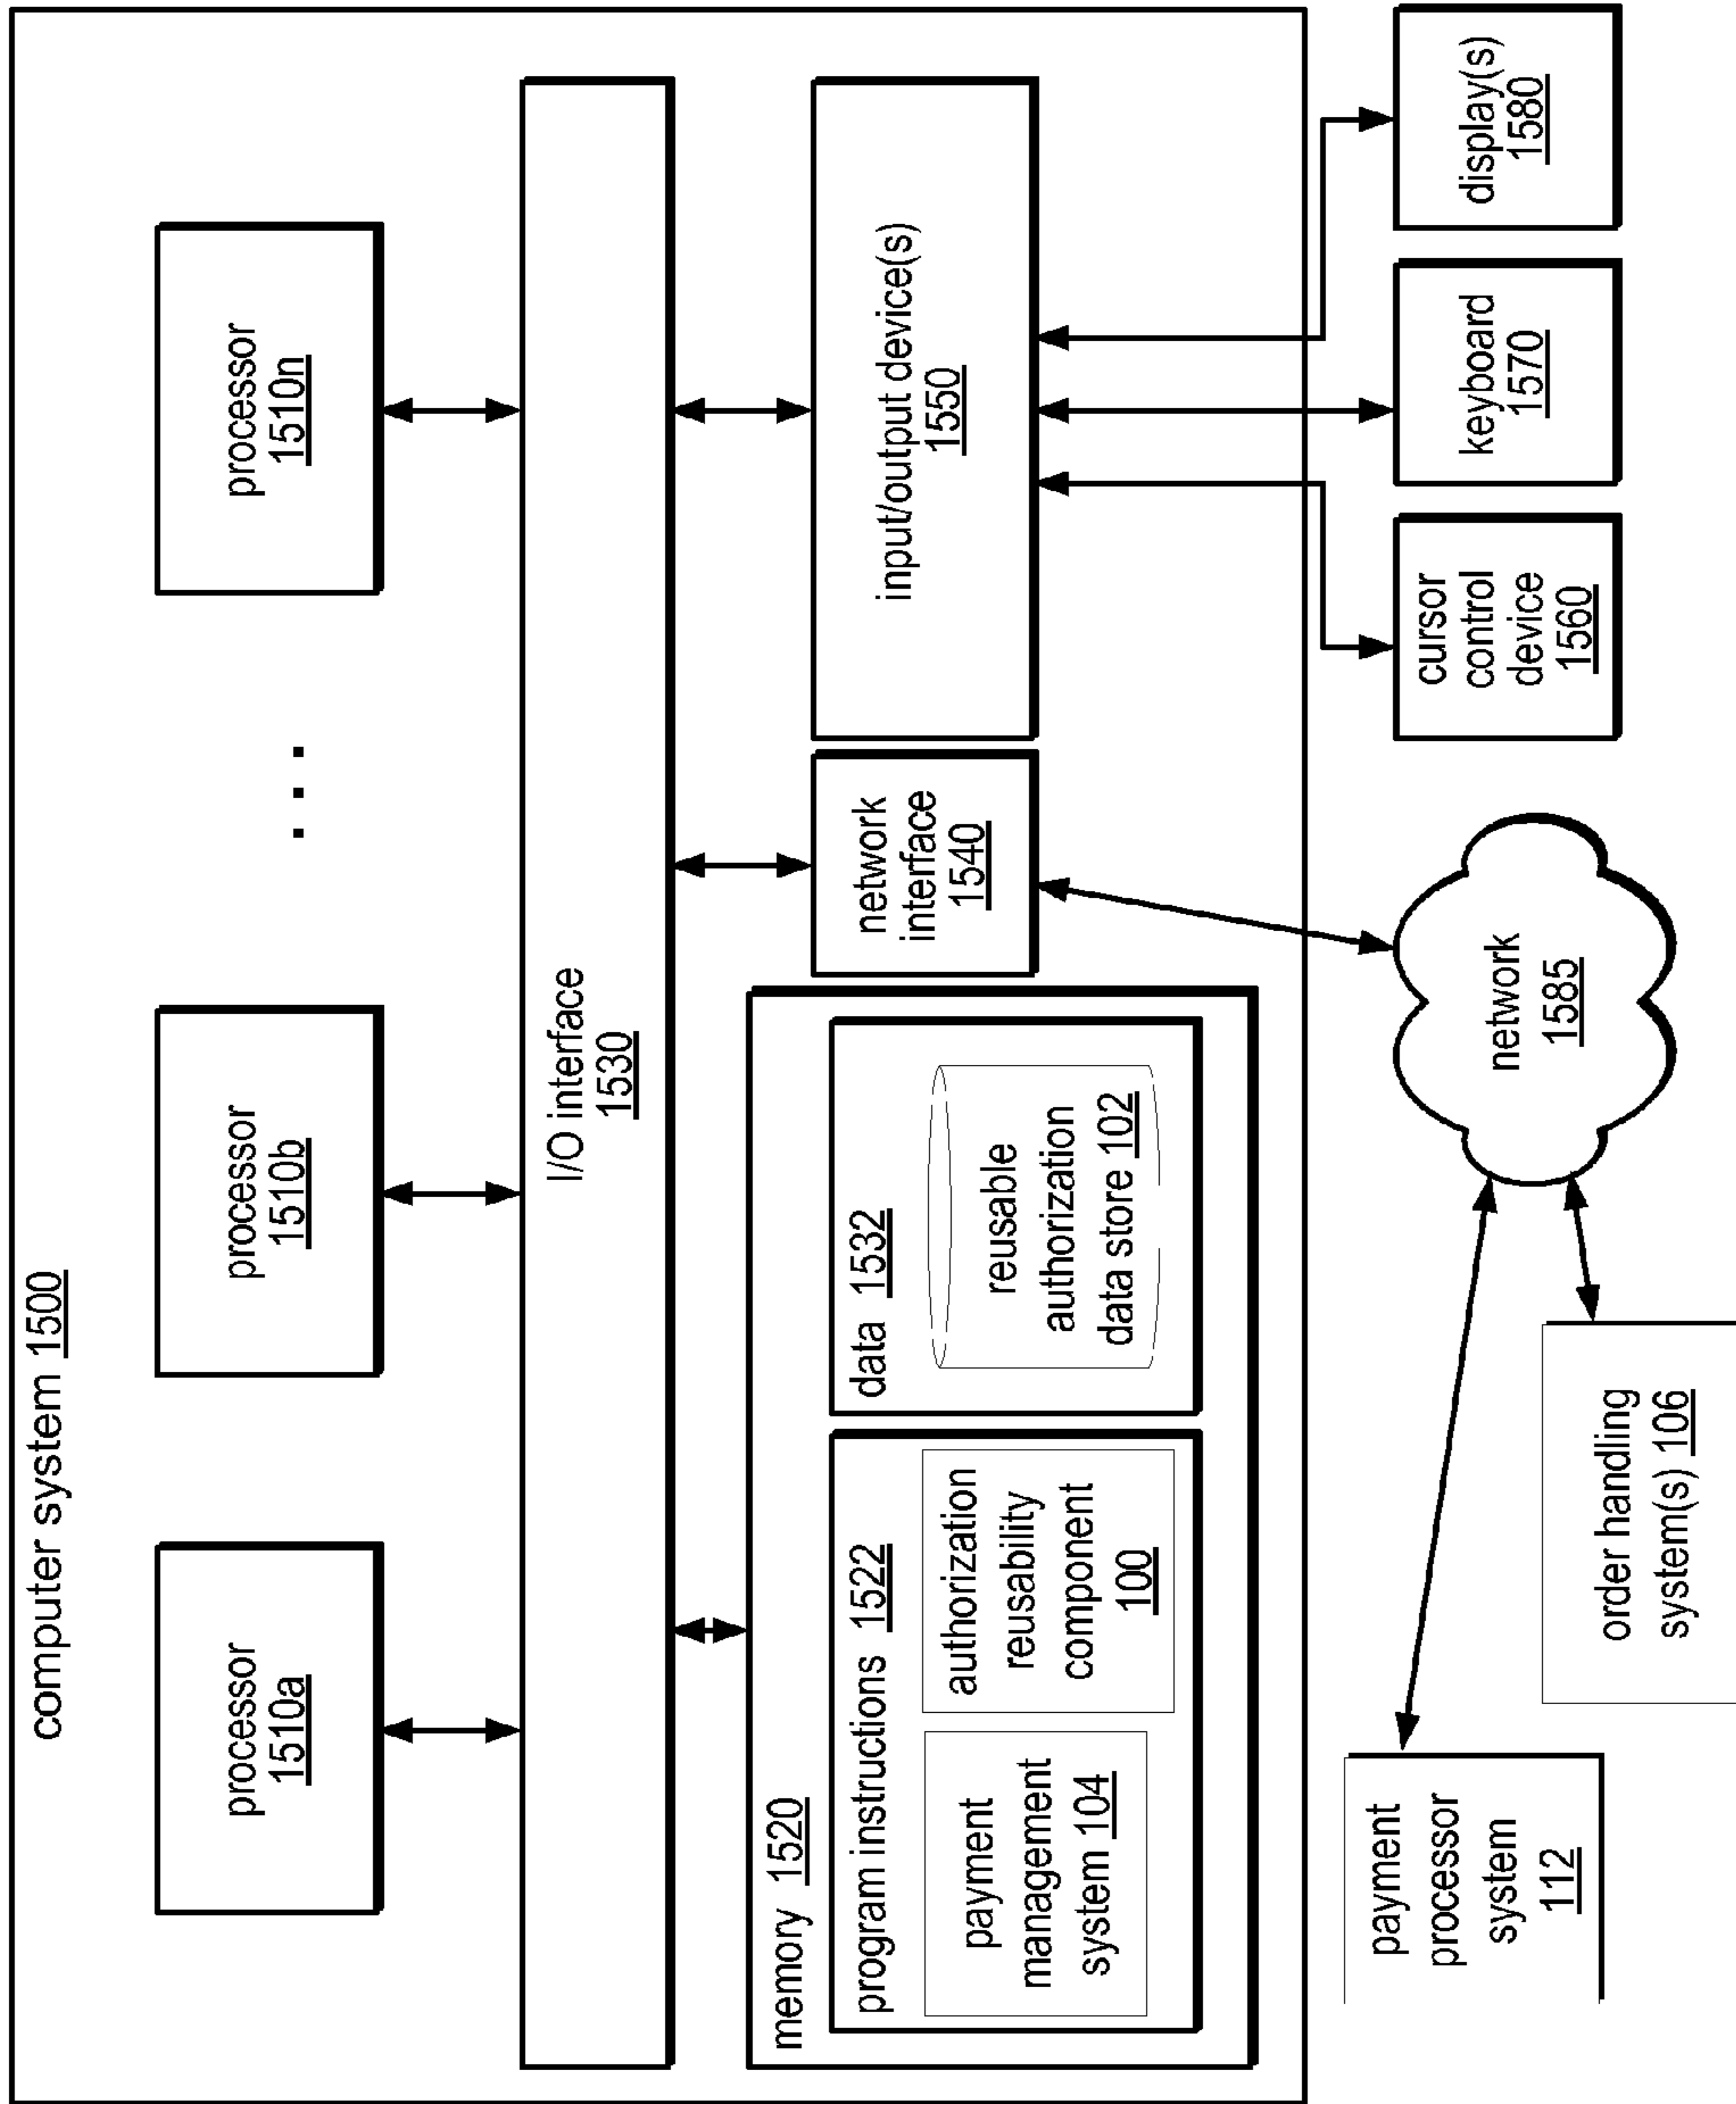 computer system 1500
processor
1510a
processor
1510b
. . .
processor
1510n
I/O interface
1530
memory 1520
program instructions 1522
payment
management
system 104
authorization
reusability
component
100
data 1532
reusable
authorization
data store 102
network
interface
1540
input/output device(s)
1550
payment
processor
system
112
order handling
system(s) 106
network
1585
cursor
control
device
1560
keyboard
1570
display(s)
1580